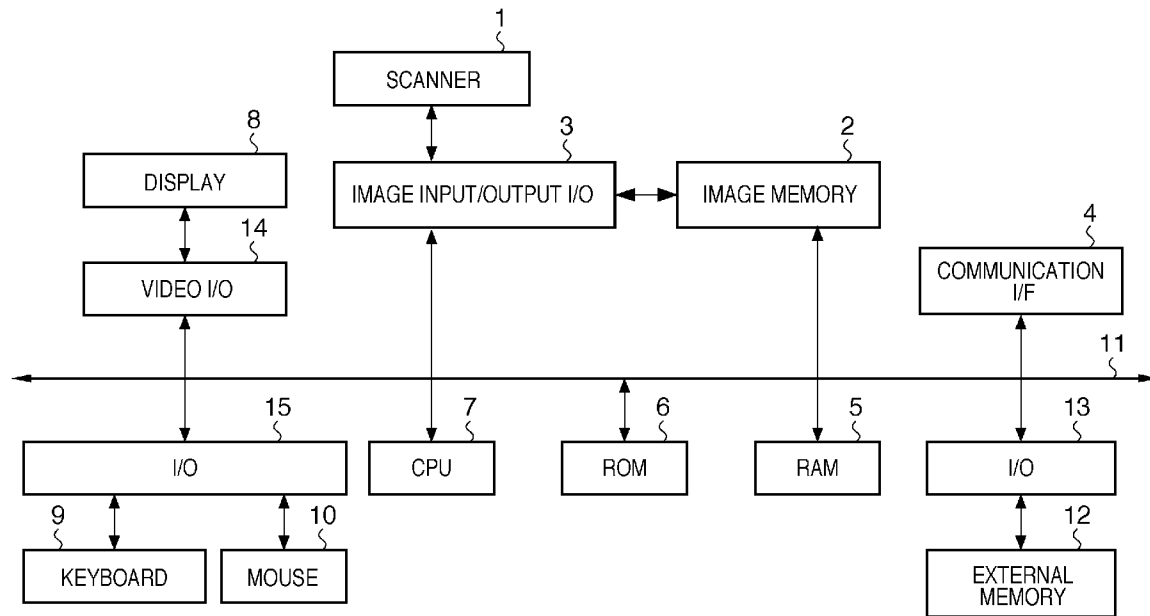 1
SCANNER
8
3
2
DISPLAY
IMAGE INPUT/OUTPUT I/O
IMAGE MEMORY
14
4
VIDEO I/O
COMMUNICATION
I/F
11
15
7
6
5
13
I/O
CPU
ROM
RAM
I/O
9
10
12
KEYBOARD
MOUSE
EXTERNAL
MEMORY